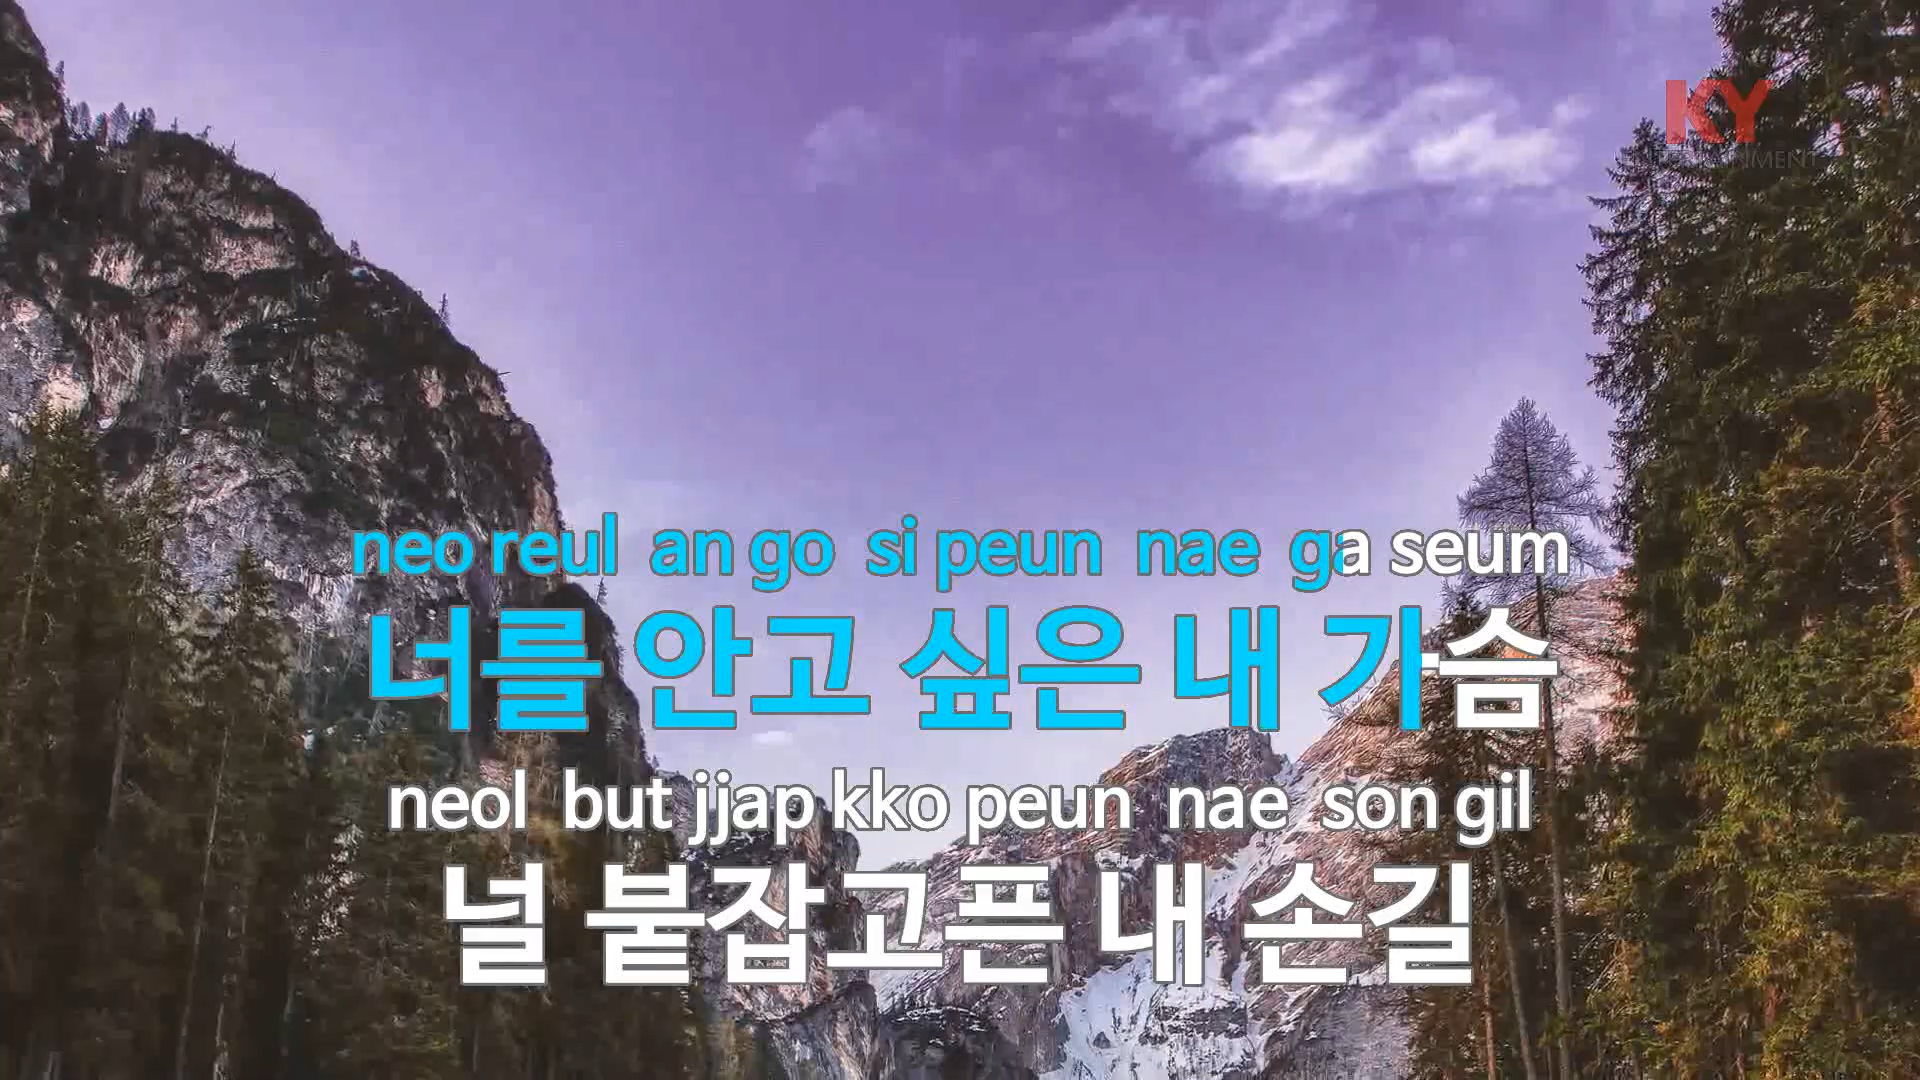 KY
ENTERTAINMENT
neo reul an go si peun nae ga seum
너를 안고 싶은 내 가슴
neol but jjap kko peun nae son gil
널 붙잡고픈 내 손길